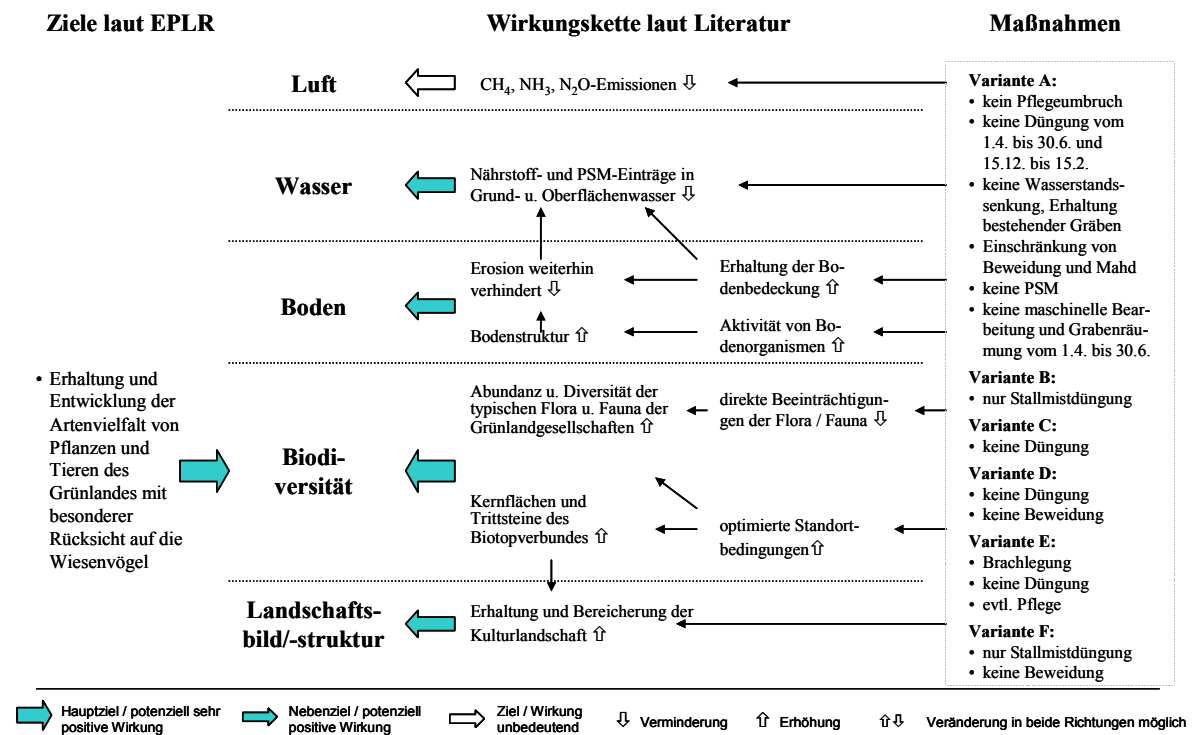 Ziele laut EPLR
Wirkungskette laut Literatur
Maßnahmen
Luft
CH4, NH3, N2O-Emissionen ⇩
Wasser
Nährstoff- und PSM-Einträge in
Grund- u. Oberflächenwasser ⇩
Boden
Erosion weiterhin
verhindert ⇩
Erhaltung der Bo-
denbedeckung ⇧
Bodenstruktur ⇧
Aktivität von Bo-
denorganismen ⇧
• Erhaltung und
Entwicklung der
Artenvielfalt von
Pflanzen und
Tieren des
Grünlandes mit
besonderer
Rücksicht auf die
Wiesenvögel
Biodi-
versität
Abundanz u. Diversität der
typischen Flora u. Fauna der
Grünlandgesellschaften ⇧
direkte Beeinträchtigun-
gen der Flora / Fauna ⇩
Kernflächen und
Trittsteine des
Biotopverbundes ⇧
optimierte Standort-
bedingungen ⇧
Landschafts-
bild/-struktur
Erhaltung und Bereicherung der
Kulturlandschaft ⇧
Variante A:
• kein Pflegeumbruch
• keine Düngung vom
1.4. bis 30.6. und
15.12. bis 15.2.
• keine Wasserstands-
senkung, Erhaltung
bestehender Gräben
• Einschränkung von
Beweidung und Mahd
• keine PSM
• keine maschinelle Bear-
beitung und Grabenräu-
mung vom 1.4. bis 30.6.
Variante B:
• nur Stallmistdüngung
Variante C:
• keine Düngung
Variante D:
• keine Düngung
• keine Beweidung
Variante E:
• Brachlegung
• keine Düngung
• evtl. Pflege
Variante F:
• nur Stallmistdüngung
• keine Beweidung
Hauptziel / potenziell sehr
positive Wirkung
Nebenziel / potenziell
positive Wirkung
Ziel / Wirkung
unbedeutend
⇩ Verminderung
⇧ Erhöhung
⇧⇩ Veränderung in beide Richtungen möglich